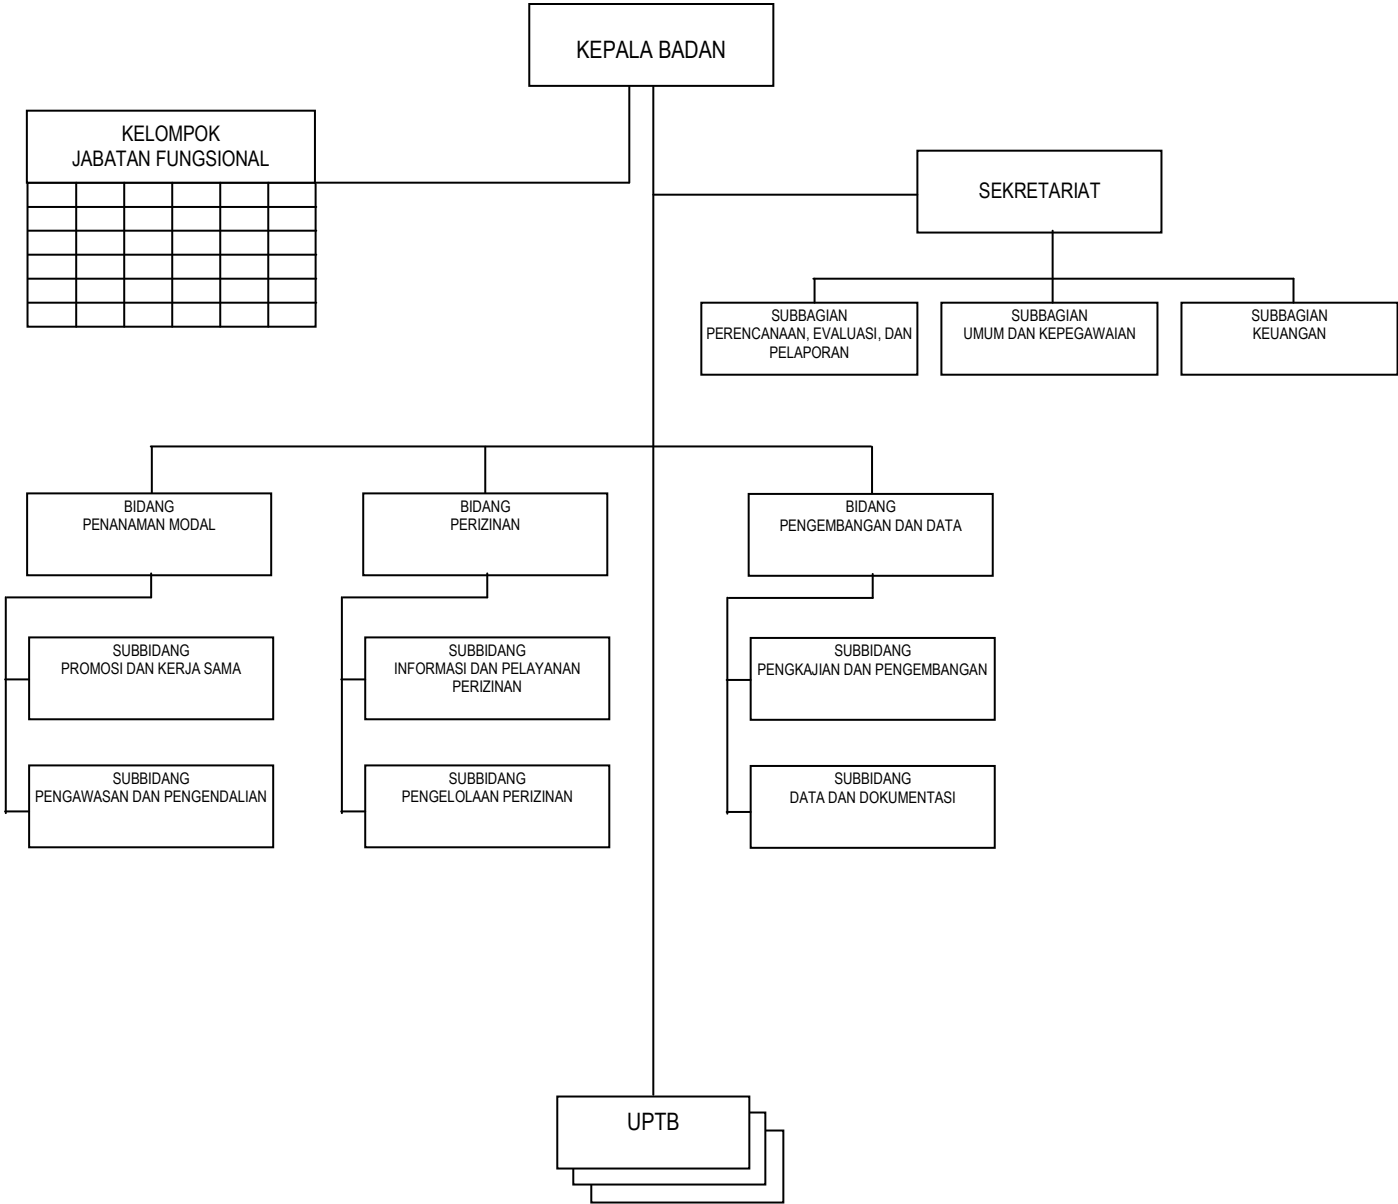 KEPALA BADAN
KELOMPOK
JABATAN FUNGSIONAL
SEKRETARIAT
SUBBAGIAN
PERENCANAAN, EVALUASI, DAN
PELAPORAN
SUBBAGIAN
UMUM DAN KEPEGAWAIAN
SUBBAGIAN
KEUANGAN
BIDANG
PENANAMAN MODAL
BIDANG
PERIZINAN
BIDANG
PENGEMBANGAN DAN DATA
SUBBIDANG
PROMOSI DAN KERJA SAMA
SUBBIDANG
INFORMASI DAN PELAYANAN
PERIZINAN
SUBBIDANG
PENGKAJIAN DAN PENGEMBANGAN
SUBBIDANG
PENGAWASAN DAN PENGENDALIAN
SUBBIDANG
PENGELOLAAN PERIZINAN
SUBBIDANG
DATA DAN DOKUMENTASI
UPTB